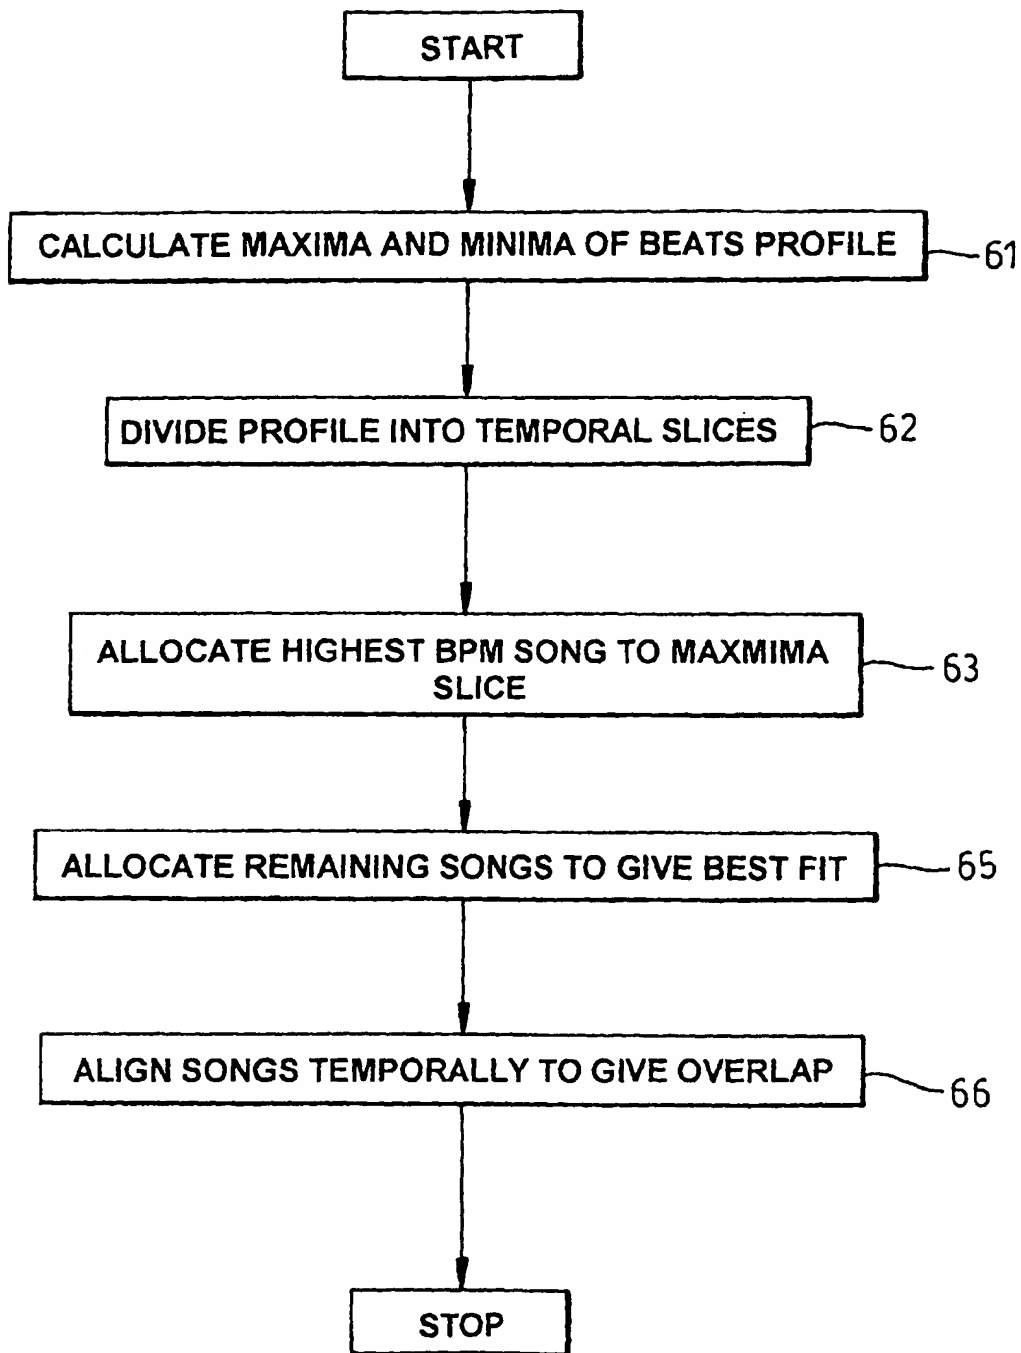 START
CALCULATE MAXIMA AND MINIMA OF BEATS PROFILE
61
DIVIDE PROFILE INTO TEMPORAL SLICES
62
ALLOCATE HIGHEST BPM SONG TO MAXMIMA
SLICE
63
ALLOCATE REMAINING SONGS TO GIVE BEST FIT
65
ALIGN SONGS TEMPORALLY TO GIVE OVERLAP
66
STOP